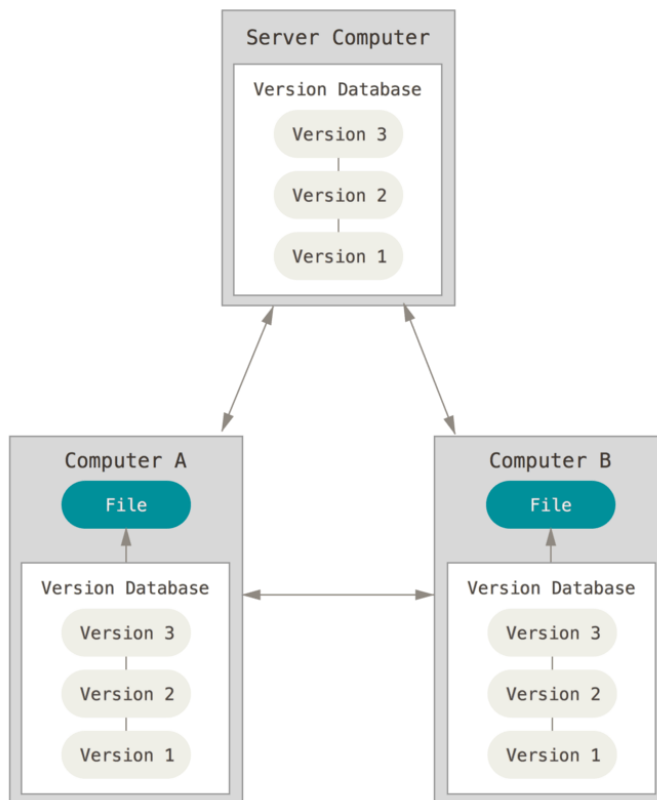 Server Computer
Version Database
Version 3
Version 2
Version 1
Computer A
File
Version Database
Version 3
Version 2
Version 1
Computer B
File
Version Database
Version 3
Version 2
Version 1